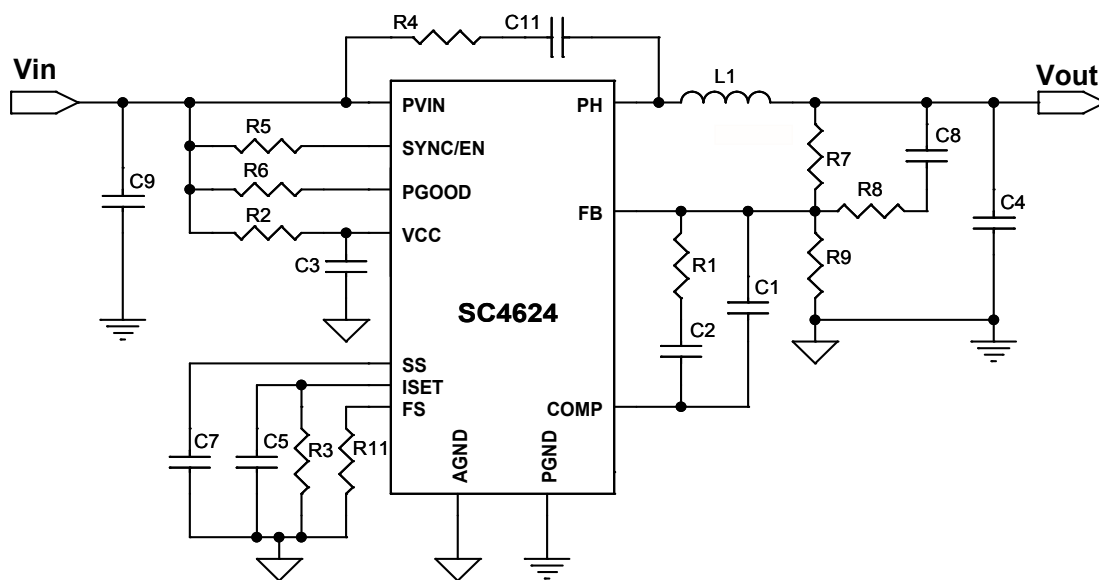 R4
C11
Vin
L1
Vout
PVIN
PH
R5
SYNC/EN
R7
C8
R6
PGOOD
C9
R8
R2
VCC
FB
C4
C3
R1
R9
C1
SC4624
C2
SS
ISET
FS
COMP
C7
C5
R3
R11
AGND
PGND